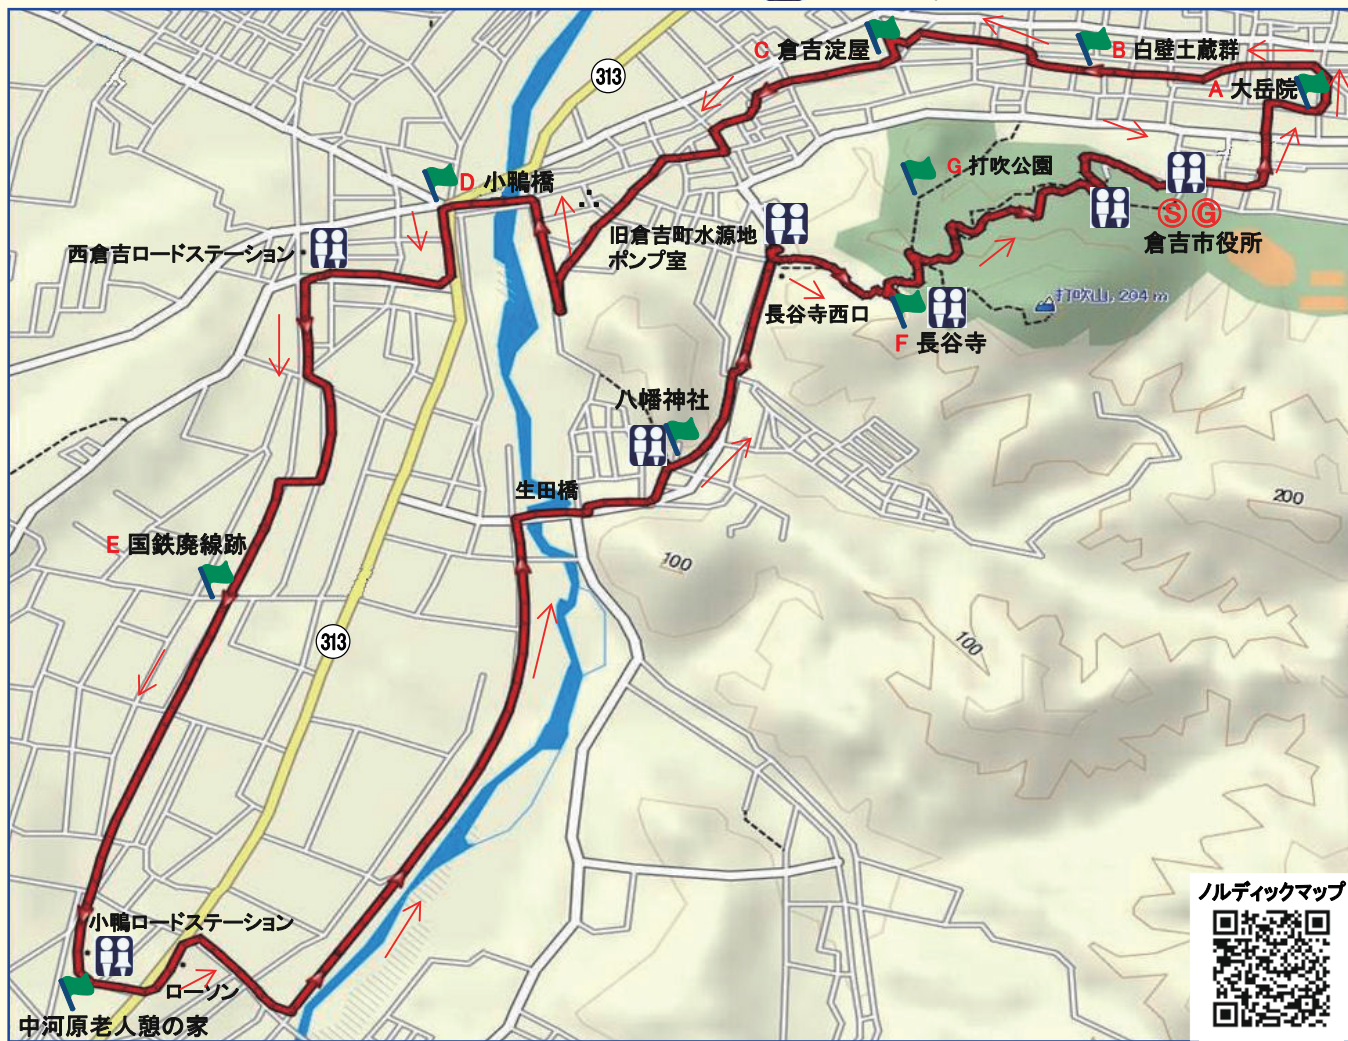 C 倉吉淀屋
B 白壁土蔵群
A 大岳院
313
D 小鴨橋
G 打吹公園
旧倉吉町水源地
ポンプ室
S G
倉吉市役所
西倉吉ロードステーション
打吹山, 204 m
長谷寺西口
F 長谷寺
八幡神社
生田橋
200
100
E 国鉄廃線跡
313
100
ノルディックマップ
小鴨ロードステーション
ローソン
中河原老人憩の家